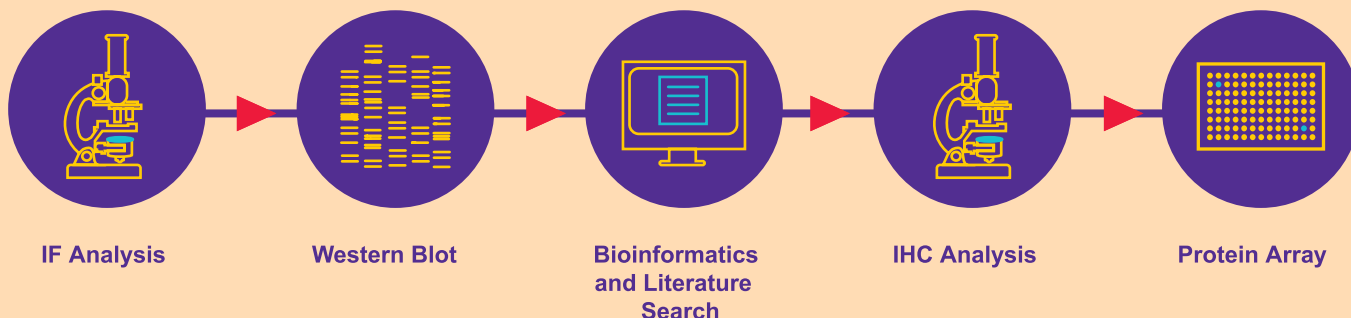 IF Analysis
Western Blot
Bioinformatics
and Literature
Search
IHC Analysis
Protein Array